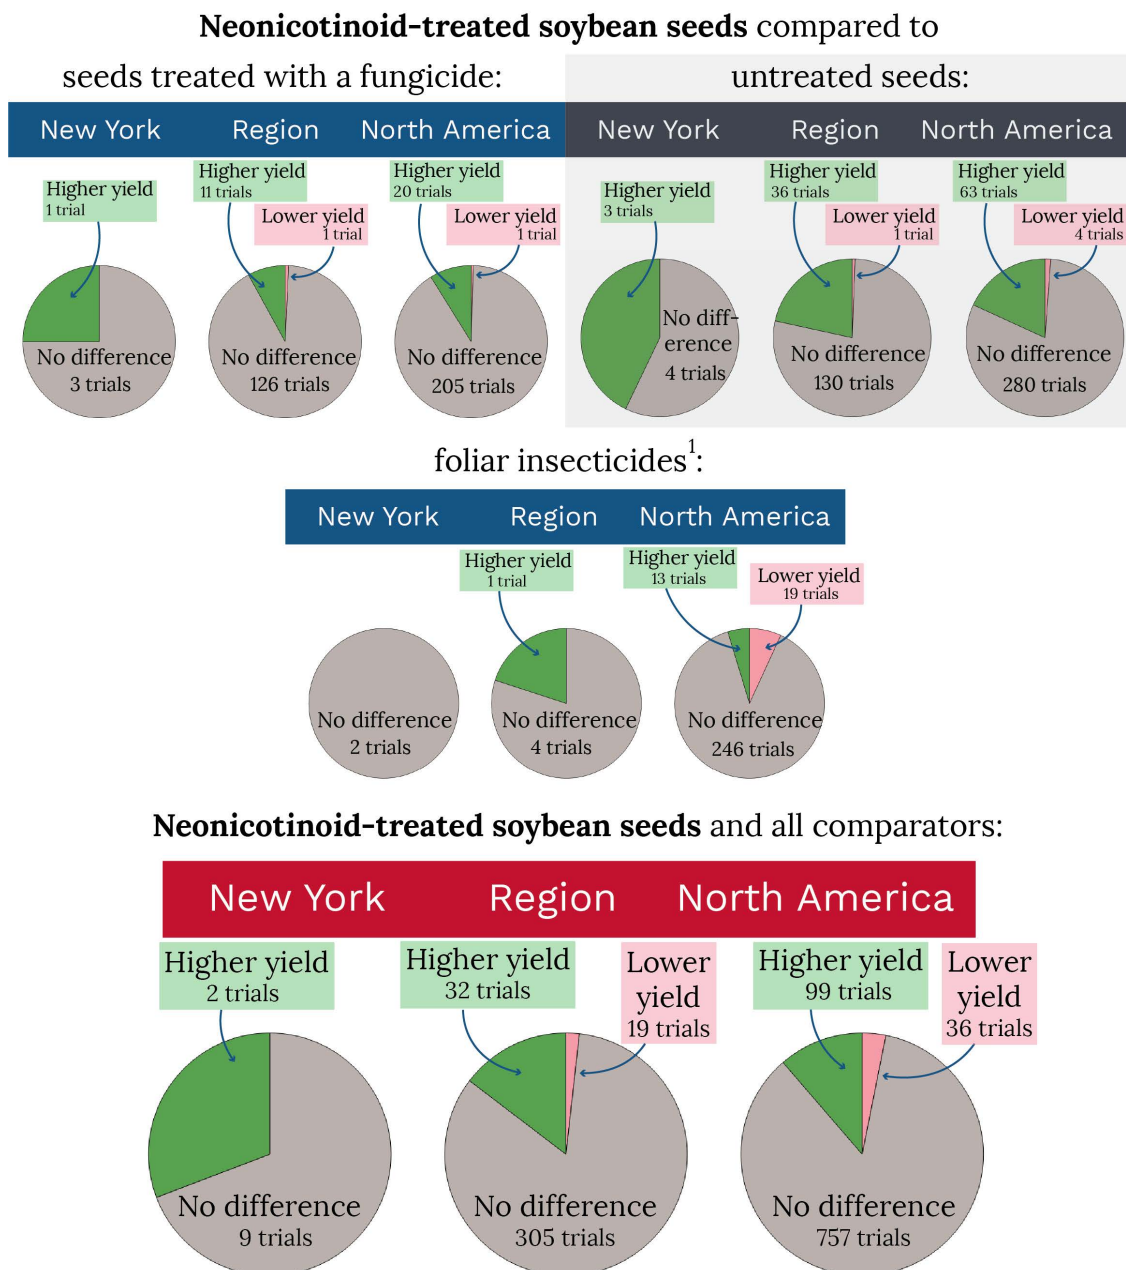 Neonicotinoid-treated soybean seeds compared to
seeds treated with a fungicide:
New York Region North America
Higher yield
1 trial
Higher yield
11 trials
Lower yield
1 trial
Higher yield
20 trials
Lower yield
1 trial
No difference
3 trials
No difference
126 trials
No difference
205 trials
untreated seeds:
New York Region North America
Higher yield
3 trials
Higher yield
36 trials
Lower yield
1 trial
Higher yield
63 trials
Lower yield
4 trials
No diff-
erence
4 trials
No difference
130 trials
No difference
280 trials
foliar insecticides¹:
New York Region North America
Higher yield
1 trial
Higher yield
13 trials
Lower yield
19 trials
No difference
2 trials
No difference
4 trials
No difference
246 trials
Neonicotinoid-treated soybean seeds and all comparators:
New York Region North America
Higher yield
2 trials
Higher yield
32 trials
Lower
yield
19 trials
Higher yield
99 trials
Lower
yield
36 trials
No difference
9 trials
No difference
305 trials
No difference
757 trials